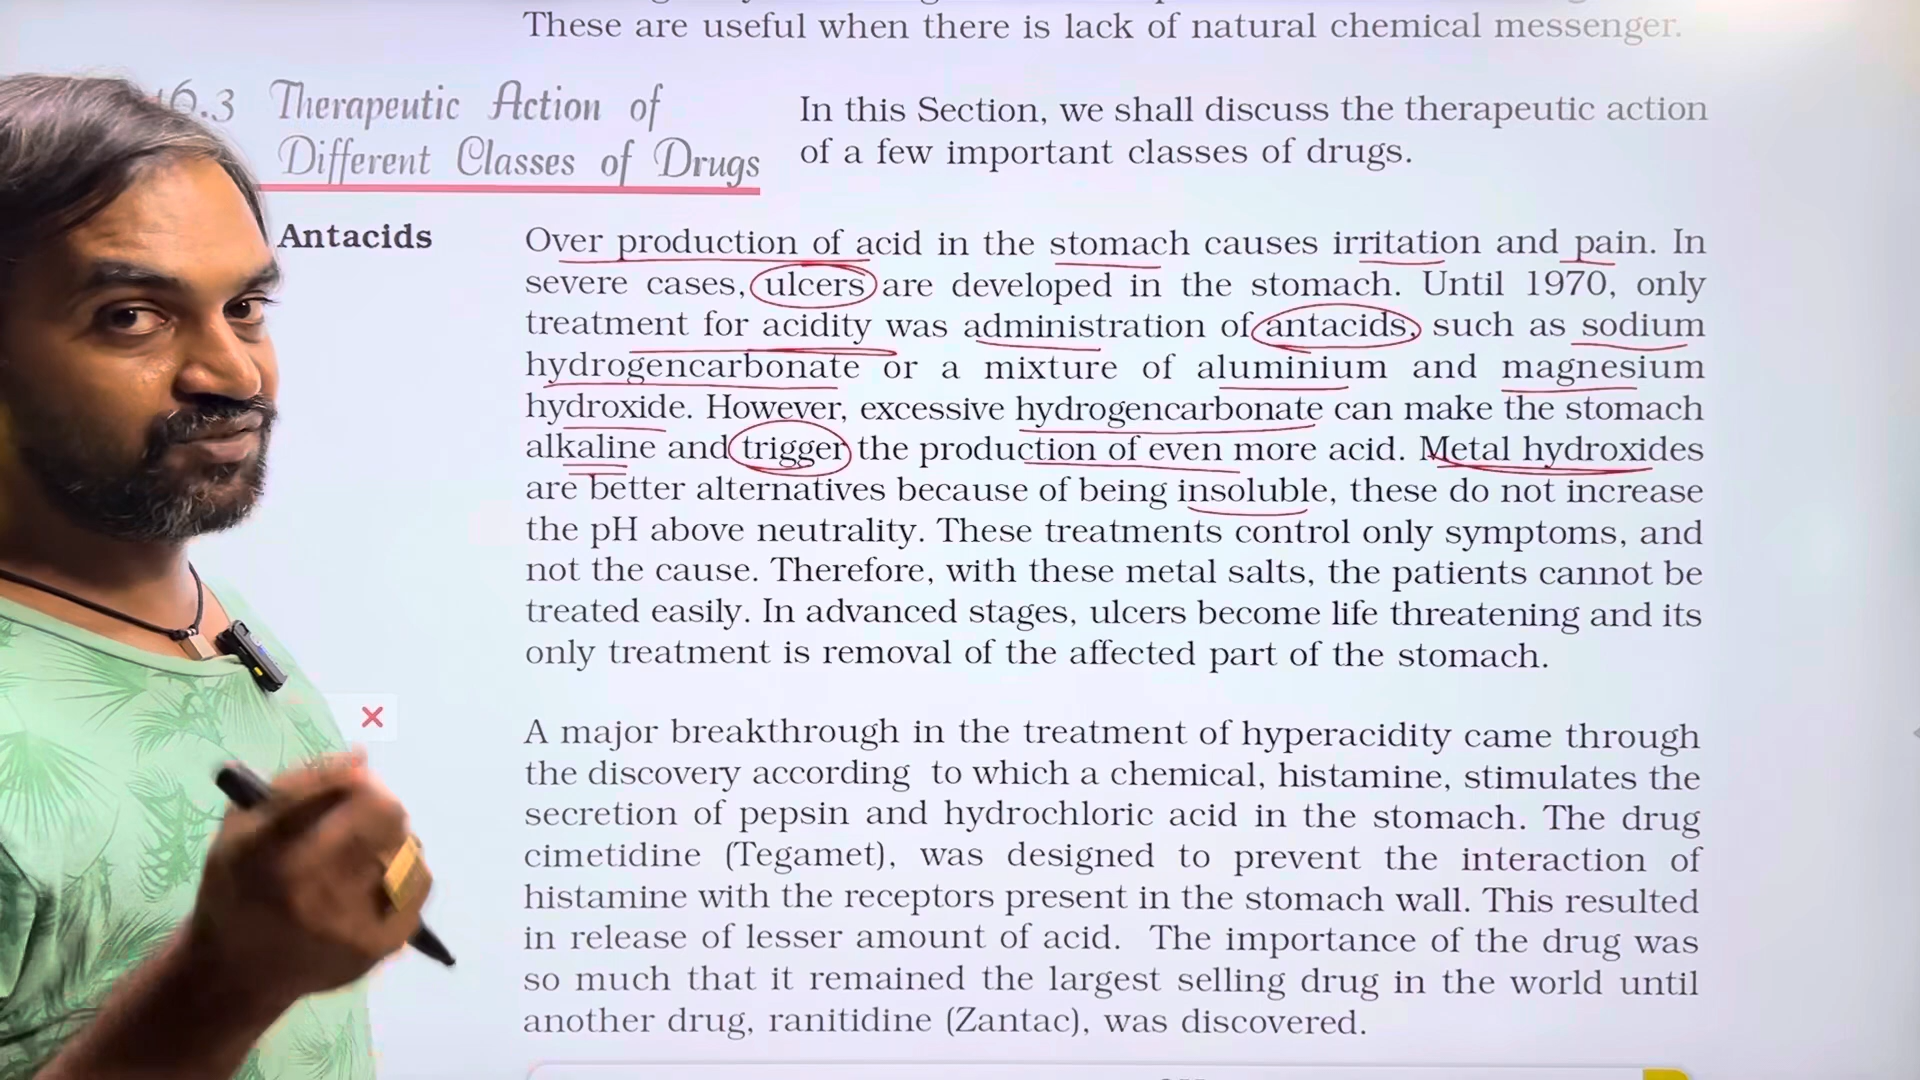 These are useful when there is lack of natural chemical messenger.
16.3 Therapeutic Action of
Different Classes of Drugs
In this Section, we shall discuss the therapeutic action
of a few important classes of drugs.
Antacids
Over production of acid in the stomach causes irritation and pain. In
severe cases, ulcers are developed in the stomach. Until 1970, only
treatment for acidity was administration of antacids, such as sodium
hydrogencarbonate or a mixture of aluminium and magnesium
hydroxide. However, excessive hydrogencarbonate can make the stomach
alkaline and trigger the production of even more acid. Metal hydroxides
are better alternatives because of being insoluble, these do not increase
the pH above neutrality. These treatments control only symptoms, and
not the cause. Therefore, with these metal salts, the patients cannot be
treated easily. In advanced stages, ulcers become life threatening and its
only treatment is removal of the affected part of the stomach.
A major breakthrough in the treatment of hyperacidity came through
the discovery according to which a chemical, histamine, stimulates the
secretion of pepsin and hydrochloric acid in the stomach. The drug
cimetidine (Tegamet), was designed to prevent the interaction of
histamine with the receptors present in the stomach wall. This resulted
in release of lesser amount of acid. The importance of the drug was
so much that it remained the largest selling drug in the world until
another drug, ranitidine (Zantac), was discovered.